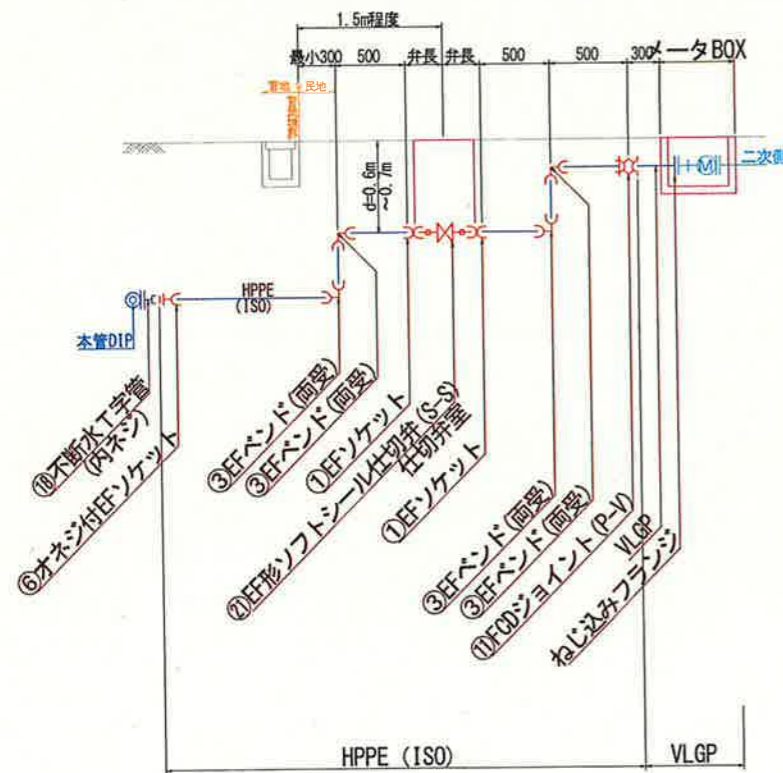 1.5m程度
最小300 500 弁長 弁長 500 500 300 メータBOX
民地
二次側
d=0.6m
~0.7m
HPPE
(ISO)
本管DIP
⑱不断水T字管
(内ネジ)
⑥オネジ付EFソケット
③EFベンド(両受)
③EFベンド(両受)
①EFソケット
㉑EF形ソフトシール仕切弁(S-S)
仕切弁室
①EFソケット
③EFベンド(両受)
③EFベンド(両受)
⑪FCDジョイント(P-V)
VLGP
ねじ込みフランジ
HPPE (ISO) VLGP